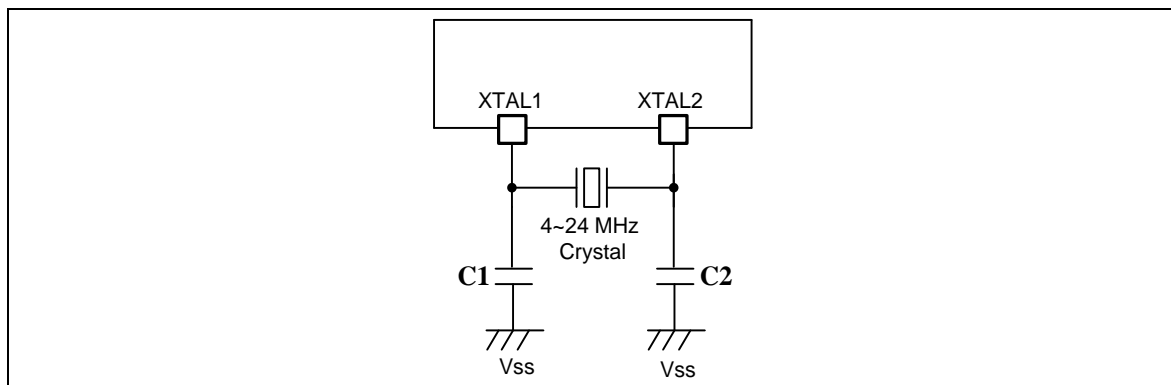 XTAL1 XTAL2
4~24 MHz
Crystal
C1 C2
Vss Vss